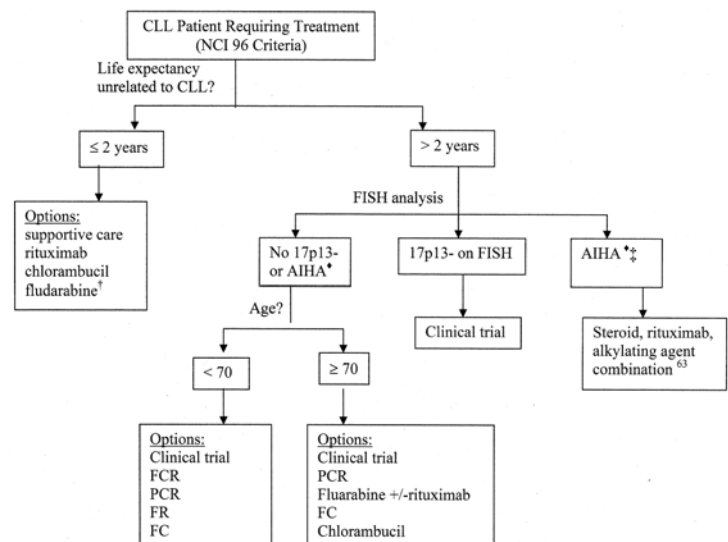 CLL Patient Requiring Treatment
(NCI 96 Criteria)
Life expectancy
unrelated to CLL?
≤ 2 years
> 2 years
Options:
supportive care
rituximab
chlorambucil
fludarabine†
FISH analysis
No 17p13-
or AIHA♦
17p13- on FISH
AIHA ♦‡
Age?
Clinical trial
Steroid, rituximab,
alkylating agent
combination 63
< 70
≥ 70
Options:
Clinical trial
FCR
PCR
FR
FC
Options:
Clinical trial
PCR
Fluarabine +/-rituximab
FC
Chlorambucil